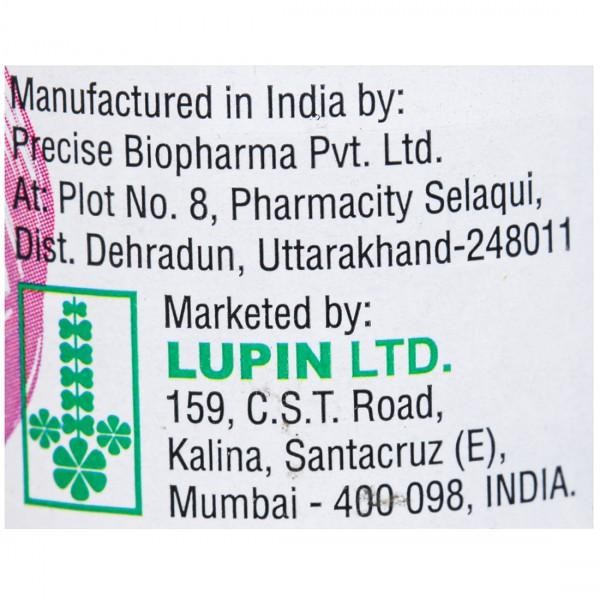 Manufactured in India by:
Precise Biopharma Pvt. Ltd.
At: Plot No. 8, Pharmacity Selaqui,
Dist. Dehradun, Uttarakhand-248011
Marketed by:
LUPIN LTD.
159, C.S.T. Road,
Kalina, Santacruz (E),
Mumbai - 400 098, INDIA.